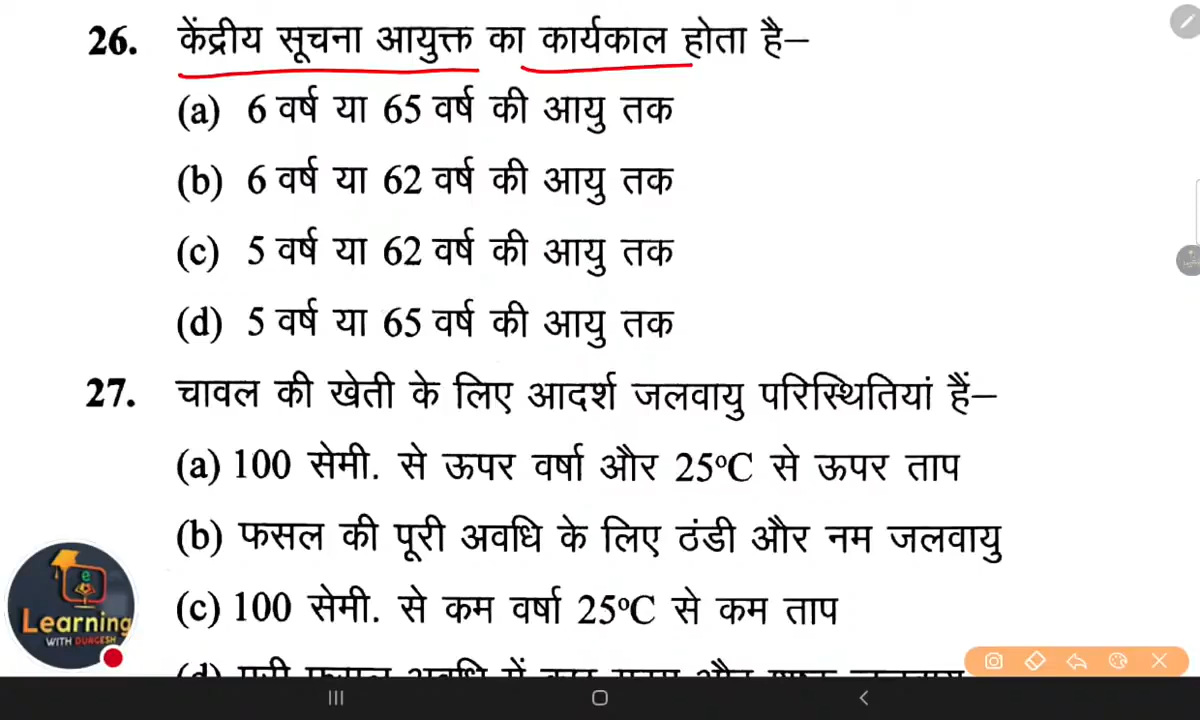 26. केंद्रीय सूचना आयुक्त का कार्यकाल होता है–
(a) 6 वर्ष या 65 वर्ष की आयु तक
(b) 6 वर्ष या 62 वर्ष की आयु तक
(c) 5 वर्ष या 62 वर्ष की आयु तक
(d) 5 वर्ष या 65 वर्ष की आयु तक
27. चावल की खेती के लिए आदर्श जलवायु परिस्थितियां हैं–
(a) 100 सेमी. से ऊपर वर्षा और 25°C से ऊपर ताप
(b) फसल की पूरी अवधि के लिए ठंडी और नम जलवायु
(c) 100 सेमी. से कम वर्षा 25°C से कम ताप
e
Learning
WITH DURGESH
(d) पूरी फसल अवधि में